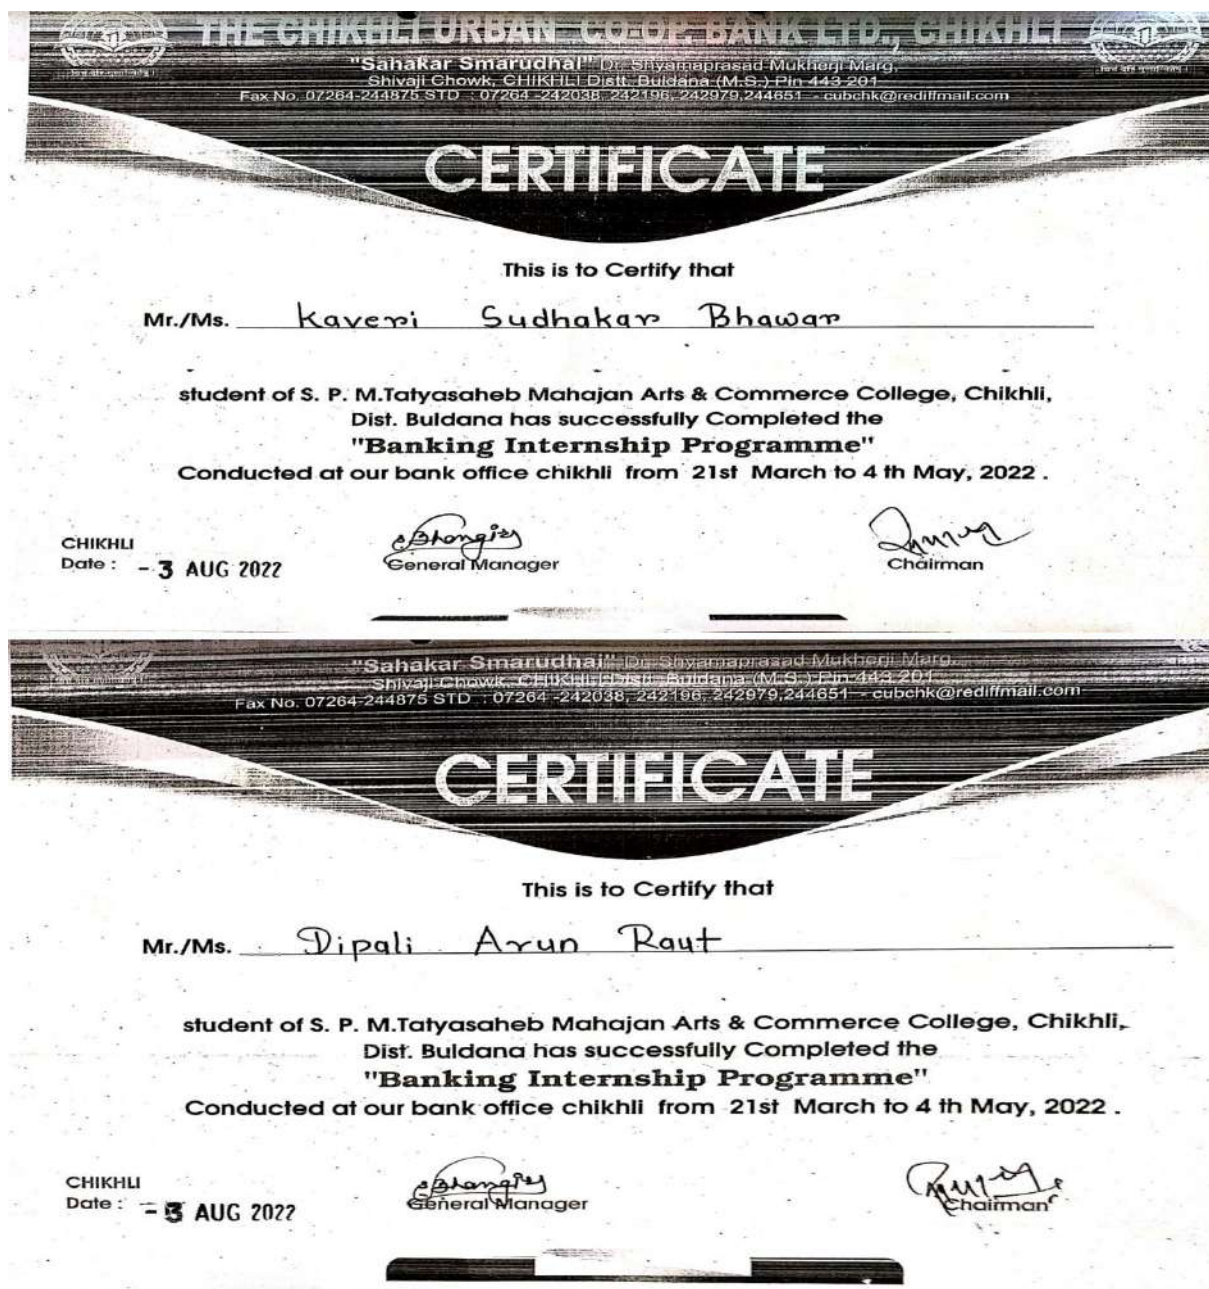 THE CHIKHLI URBAN CO-OP. BANK LTD., CHIKHLI
"Sahakar Smarudhai" Dr. Shyamaprasad Mukherji Marg,
Shivaji Chowk, CHIKHLI Distt. Buldana (M.S.) Pin 443 201
Fax No. 07264-244875 STD : 07264 -242038, 242196, 242979,244651 - cubchk@rediffmail.com
CERTIFICATE
This is to Certify that
Mr./Ms. Kaveri Sudhakar Bhawar
student of S. P. M.Tatyasaheb Mahajan Arts & Commerce College, Chikhli,
Dist. Buldana has successfully Completed the
"Banking Internship Programme"
Conducted at our bank office chikhli from 21st March to 4 th May, 2022 .
CHIKHLI
Date : - 3 AUG 2022
General Manager
Chairman
"Sahakar Smarudhai" Dr. Shyamaprasad Mukherji Marg,
Shivaji Chowk, CHIKHLI Distt. Buldana (M.S.) Pin 443 201
Fax No. 07264-244875 STD : 07264 -242038, 242196, 242979,244651 - cubchk@rediffmail.com
CERTIFICATE
This is to Certify that
Mr./Ms. Dipali Arun Raut
student of S. P. M.Tatyasaheb Mahajan Arts & Commerce College, Chikhli,
Dist. Buldana has successfully Completed the
"Banking Internship Programme"
Conducted at our bank office chikhli from 21st March to 4 th May, 2022 .
CHIKHLI
Date : - 3 AUG 2022
General Manager
Chairman